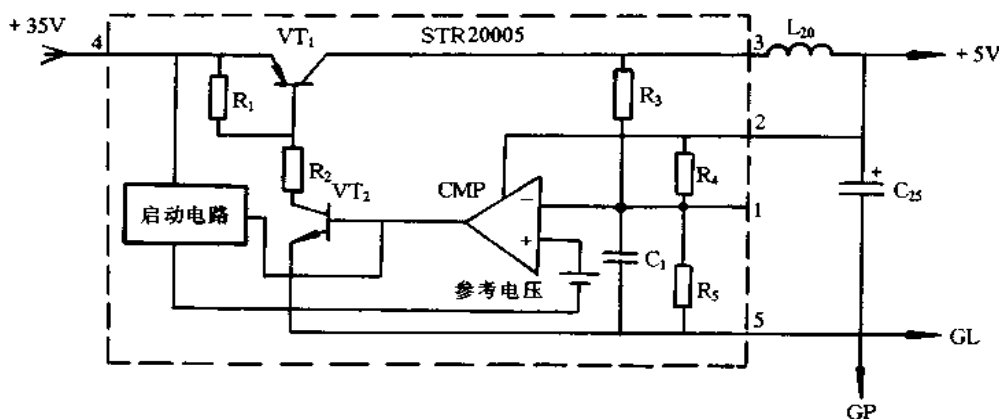 + 35V
4
VT₁
STR20005
3
L₂₀
+ 5V
R₁
R₃
2
R₂
VT₂
CMP
R₄
+
C₂₅
启动电路
−
1
+
C₁
参考电压
R₅
5
GL
GP